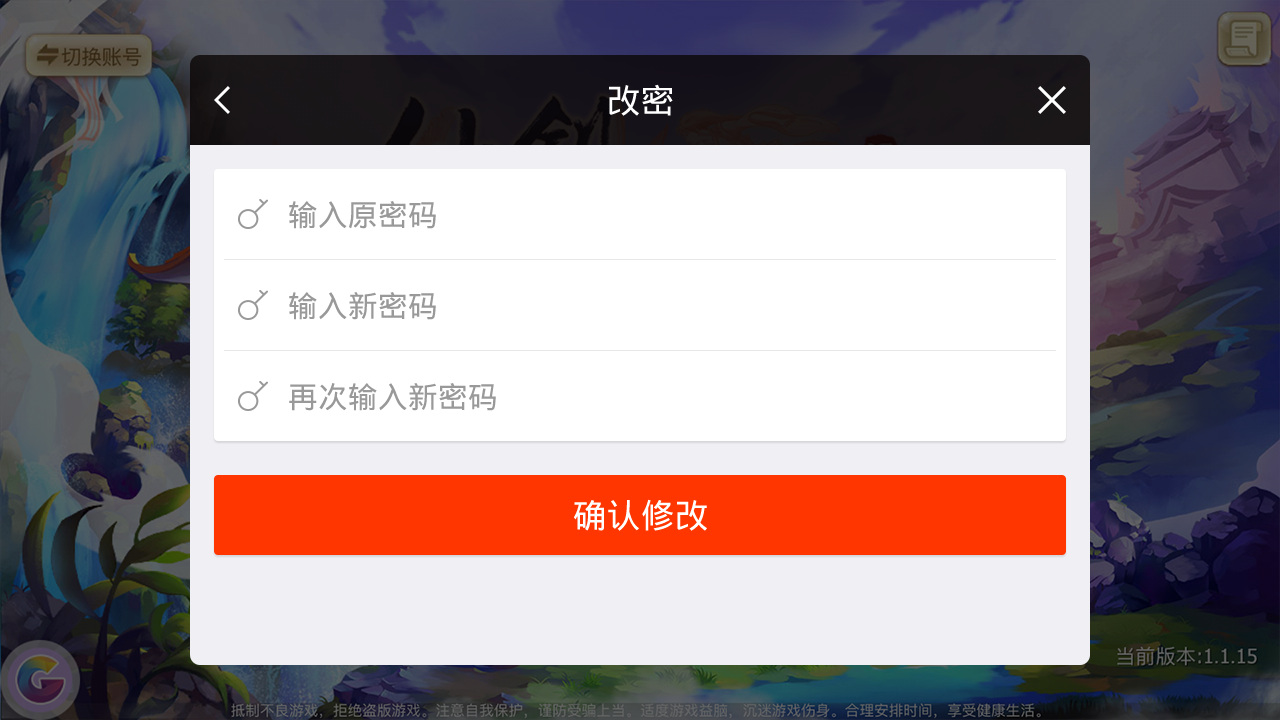 切换账号
改密
输入原密码
输入新密码
再次输入新密码
确认修改
当前版本:1.1.15
抵制不良游戏，拒绝盗版游戏。注意自我保护，谨防受骗上当。适度游戏益脑，沉迷游戏伤身。合理安排时间，享受健康生活。